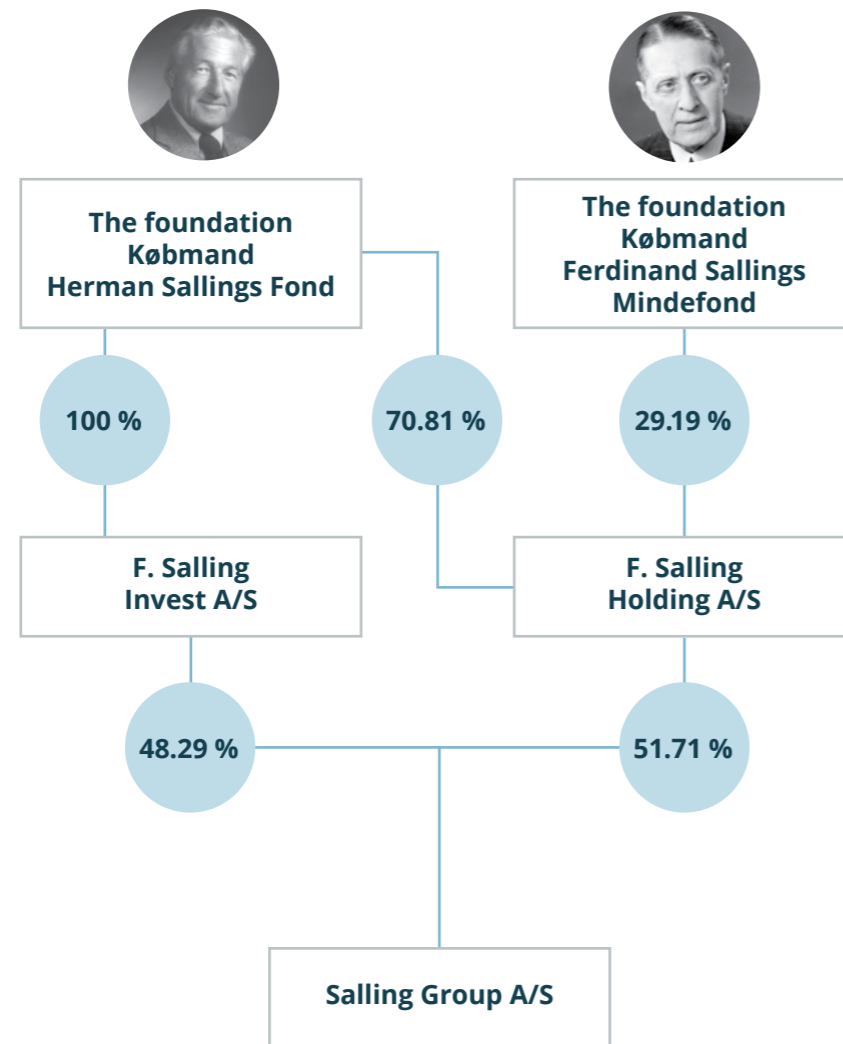 The foundation
Købmand
Herman Sallings Fond
The foundation
Købmand
Ferdinand Sallings
Mindefond
100 %
70.81 %
29.19 %
F. Salling
Invest A/S
F. Salling
Holding A/S
48.29 %
51.71 %
Salling Group A/S